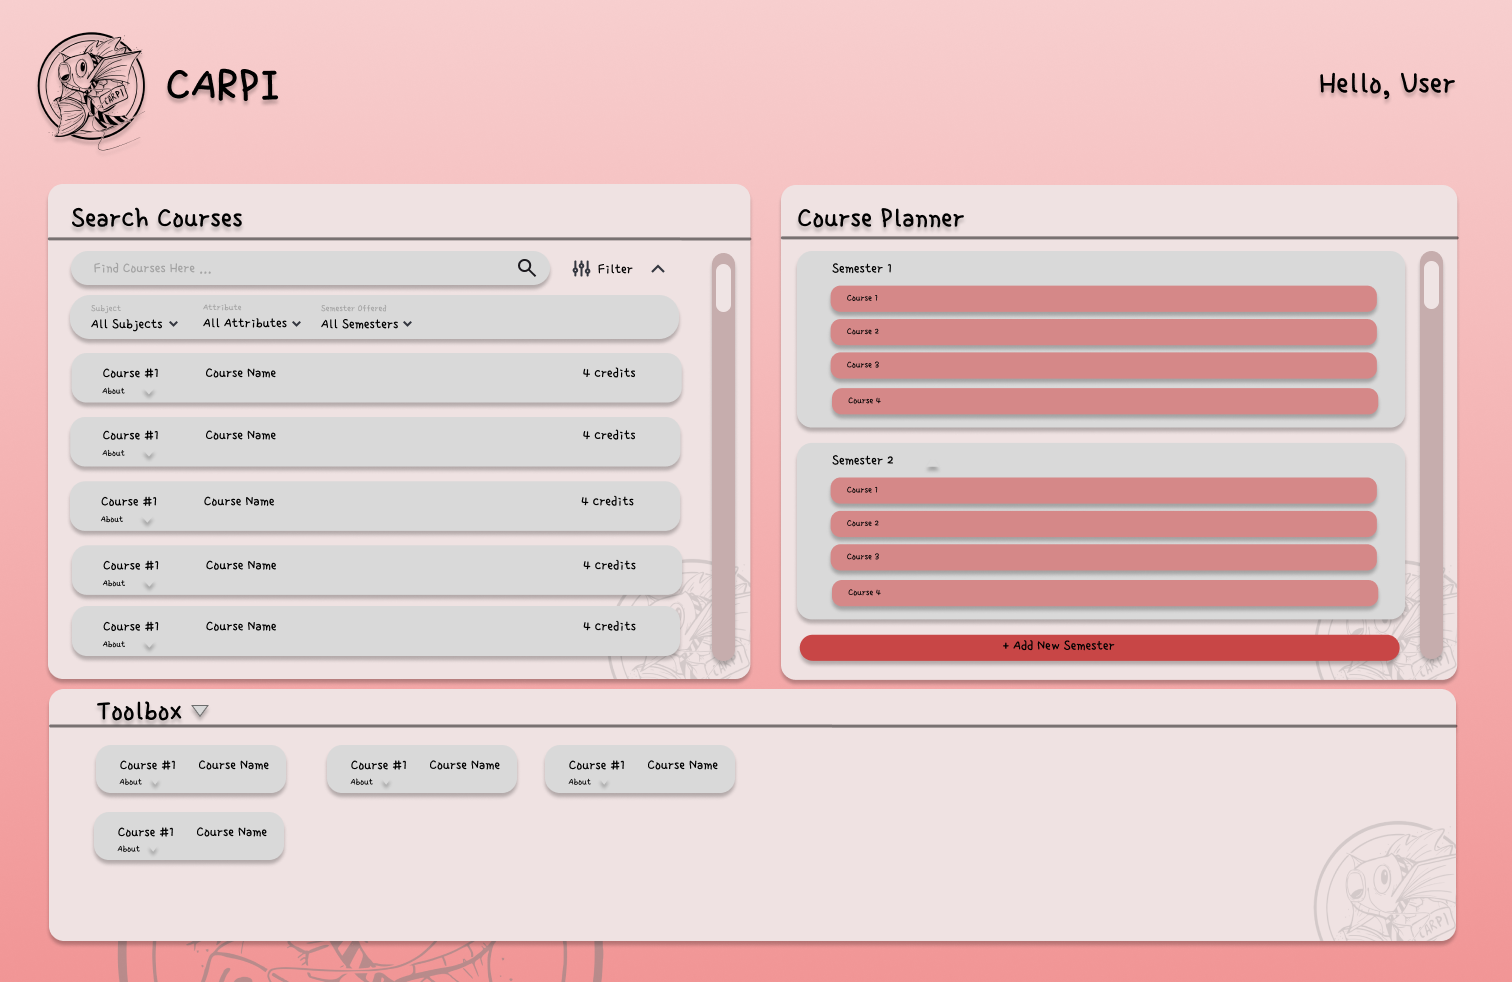 CARPI
CARPI
Hello, User
Search Courses
Find Courses Here ...
Filter
Subject
All Subjects
Attribute
All Attributes
Semester Offered
All Semesters
Course #1 Course Name 4 credits
About
Course #1 Course Name 4 credits
About
Course #1 Course Name 4 credits
About
Course #1 Course Name 4 credits
About
Course #1 Course Name 4 credits
About
CARPI
Course Planner
Semester 1
Course 1
Course 2
Course 3
Course 4
Semester 2
Course 1
Course 2
Course 3
Course 4
+ Add New Semester
CARPI
Toolbox
Course #1 Course Name
About
Course #1 Course Name
About
Course #1 Course Name
About
Course #1 Course Name
About
CARPI